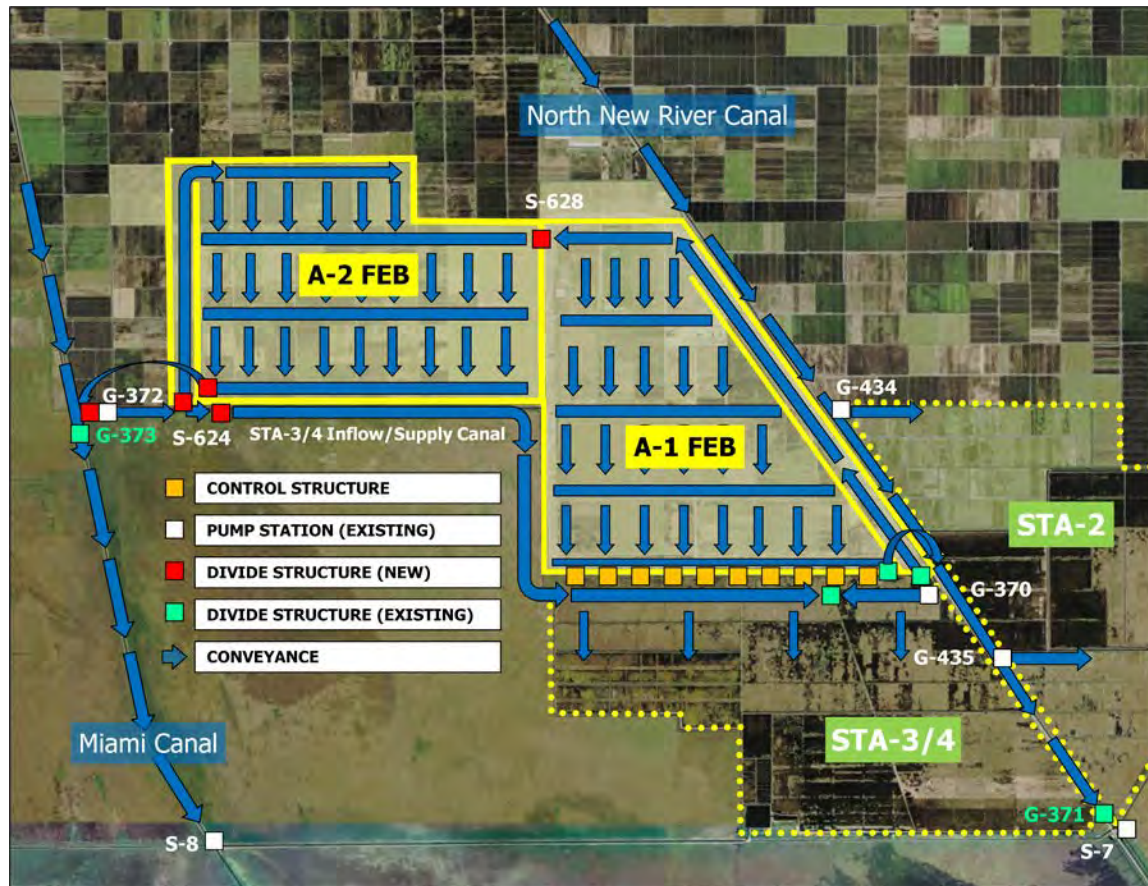 North New River Canal
S-628
A-2 FEB
G-434
G-372
G-373
S-624
STA-3/4 Inflow/Supply Canal
A-1 FEB
CONTROL STRUCTURE
PUMP STATION (EXISTING)
DIVIDE STRUCTURE (NEW)
DIVIDE STRUCTURE (EXISTING)
CONVEYANCE
STA-2
G-370
G-435
Miami Canal
STA-3/4
G-371
S-8
S-7